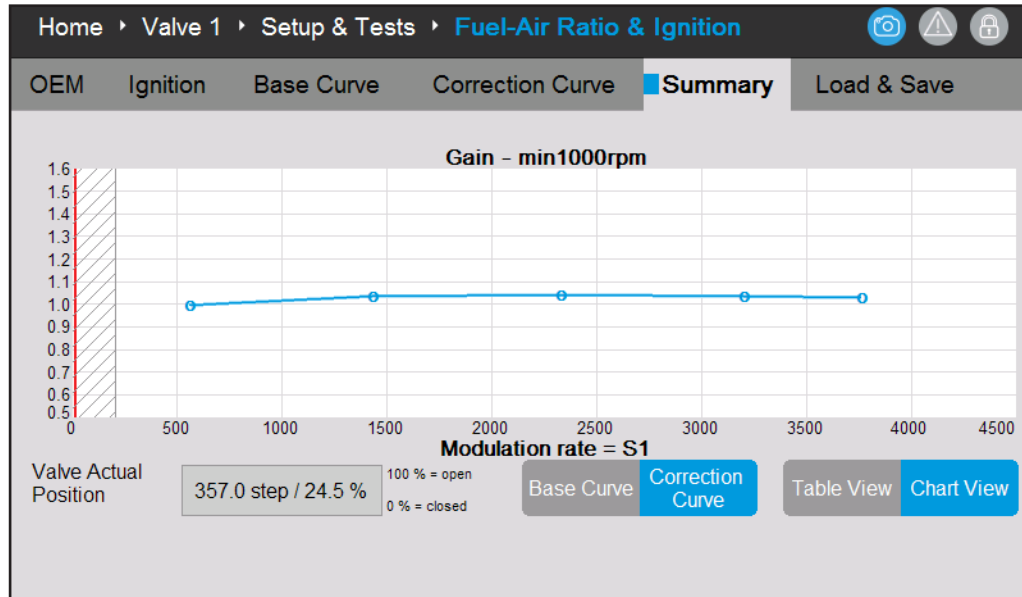 Home ‣ Valve 1 ‣ Setup & Tests ‣ Fuel-Air Ratio & Ignition
OEM Ignition Base Curve Correction Curve Summary Load & Save
Gain - min1000rpm
1.6
1.5
1.4
1.3
1.2
1.1
1.0
0.9
0.8
0.7
0.6
0.5
0 500 1000 1500 2000 2500 3000 3500 4000 4500
Modulation rate = S1
Valve Actual
Position
357.0 step / 24.5 %
100 % = open
0 % = closed
Base Curve
Correction
Curve
Table View
Chart View